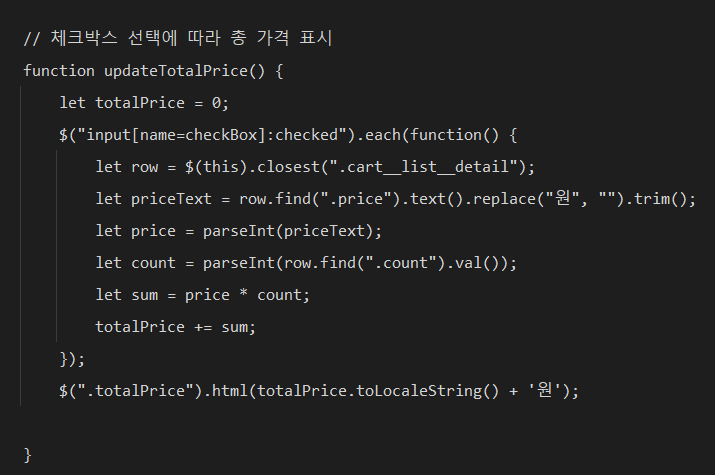 // 체크박스 선택에 따라 총 가격 표시
function updateTotalPrice() {
    let totalPrice = 0;
    $("input[name=checkBox]:checked").each(function() {
        let row = $(this).closest(".cart__list__detail");
        let priceText = row.find(".price").text().replace("원", "").trim();
        let price = parseInt(priceText);
        let count = parseInt(row.find(".count").val());
        let sum = price * count;
        totalPrice += sum;
    });
    $(".totalPrice").html(totalPrice.toLocaleString() + '원');
}